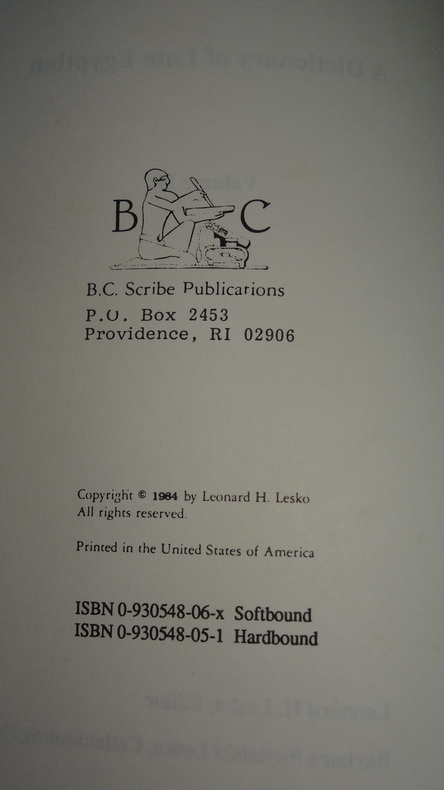 B C
B.C. Scribe Publications
P.O. Box 2453
Providence, RI 02906
Copyright © 1984 by Leonard H. Lesko
All rights reserved.
Printed in the United States of America
ISBN 0-930548-06-x Softbound
ISBN 0-930548-05-1 Hardbound